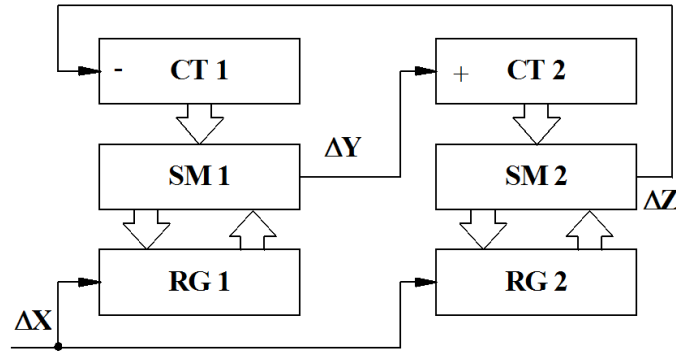 - CT 1
+ CT 2
ΔY
SM 1
SM 2
ΔZ
RG 1
RG 2
ΔX